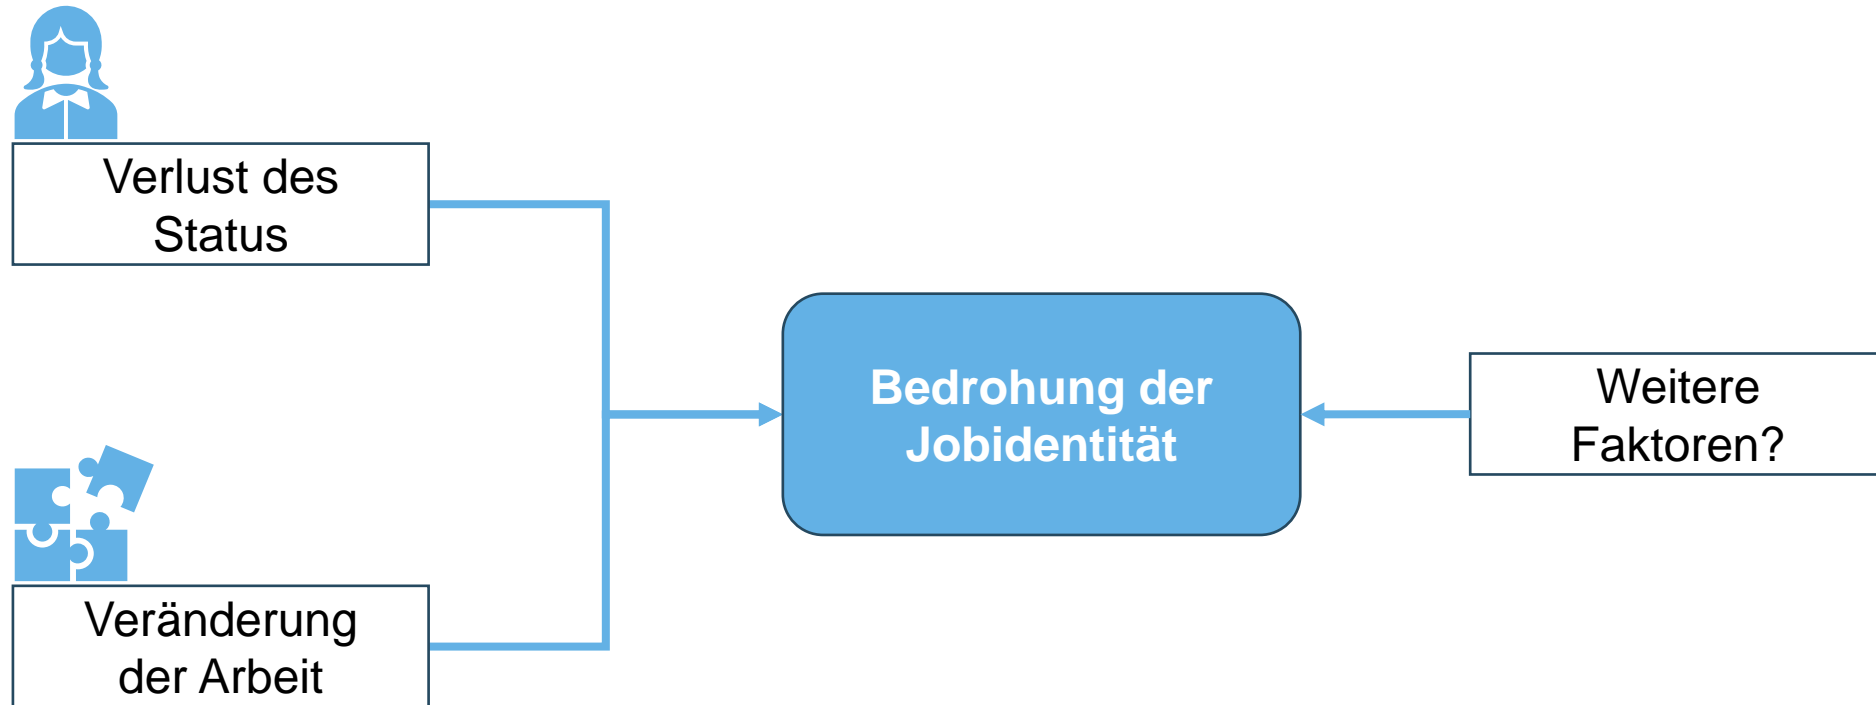 Verlust des
Status
Bedrohung der
Jobidentität
Weitere
Faktoren?
Veränderung
der Arbeit